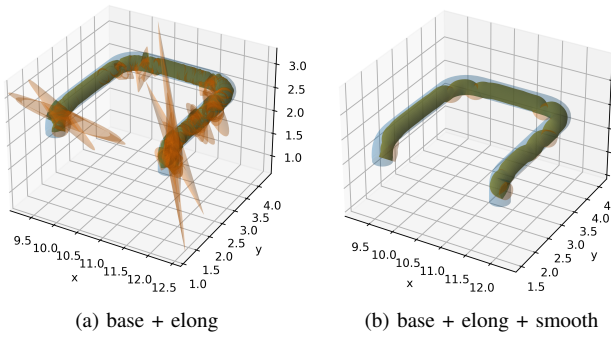 3.0
2.5
2.0
1.5
1.0
9.5 10.0 10.5 11.0 11.5 12.0 12.5
x
1.0 1.5 2.0 2.5 3.0 3.5 4.0
y
9.5 10.0 10.5 11.0 11.5 12.0
x
1.5 2.0 2.5 3.0 3.5 4.0
y
(a) base + elong
(b) base + elong + smooth